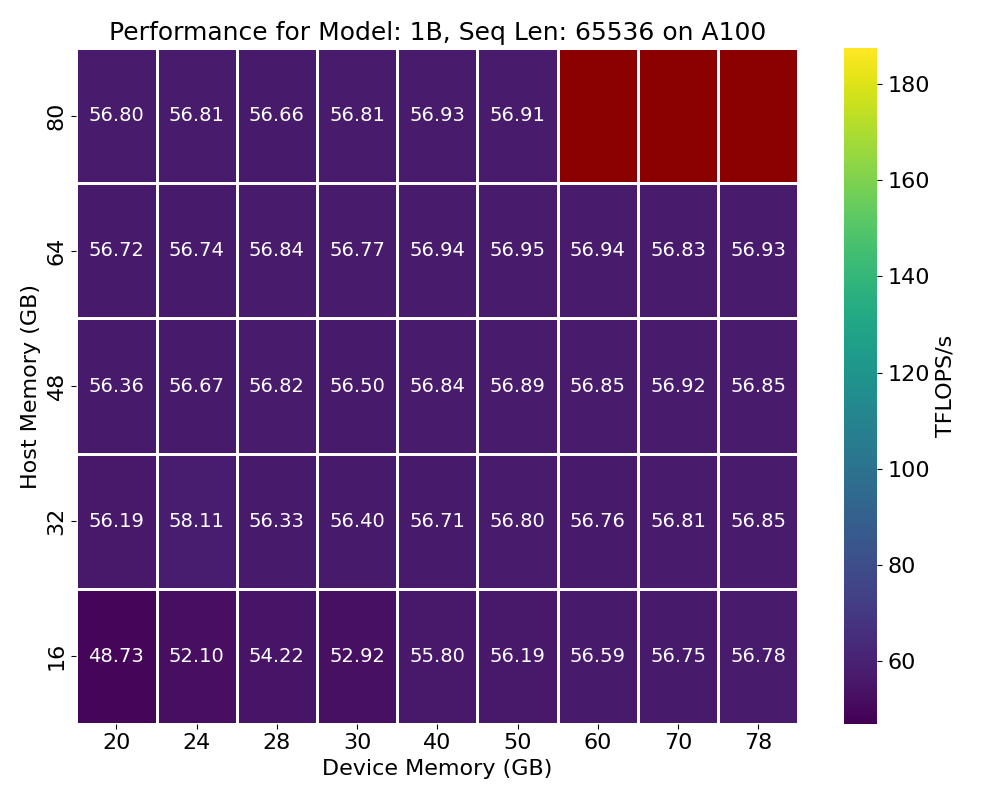 Performance for Model: 1B, Seq Len: 65536 on A100
80 56.80 56.81 56.66 56.81 56.93 56.91
64 56.72 56.74 56.84 56.77 56.94 56.95 56.94 56.83 56.93
48 56.36 56.67 56.82 56.50 56.84 56.89 56.85 56.92 56.85
32 56.19 58.11 56.33 56.40 56.71 56.80 56.76 56.81 56.85
16 48.73 52.10 54.22 52.92 55.80 56.19 56.59 56.75 56.78
20 24 28 30 40 50 60 70 78
Device Memory (GB)
Host Memory (GB)
180
160
140
120
100
80
60
TFLOPS/s